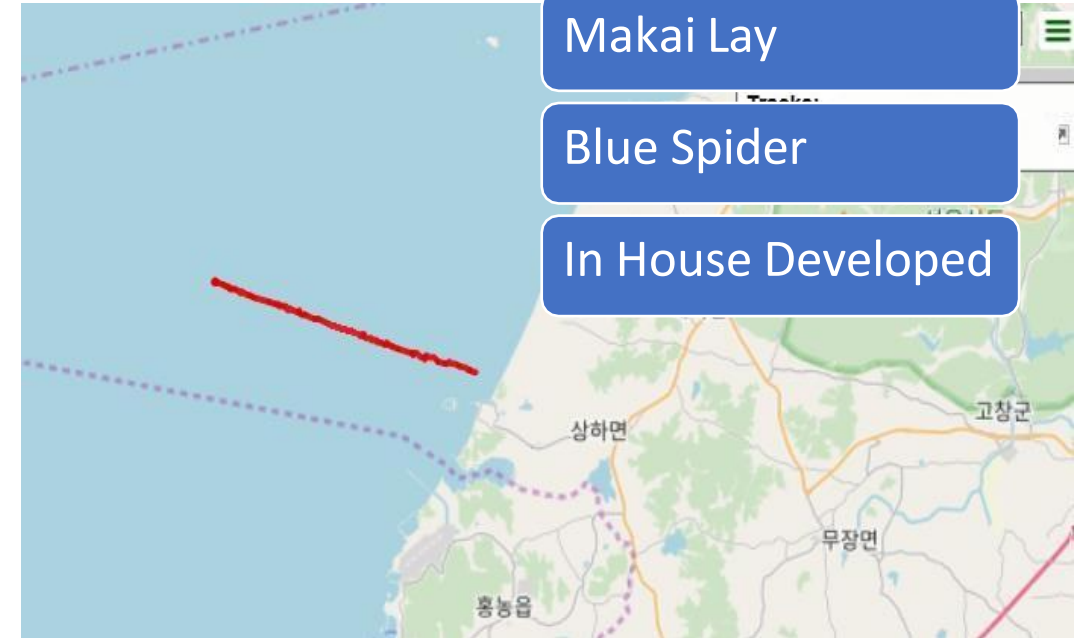 Makai Lay
Tracks:
Blue Spider
In House Developed
상하면
고창군
무장면
홍농읍